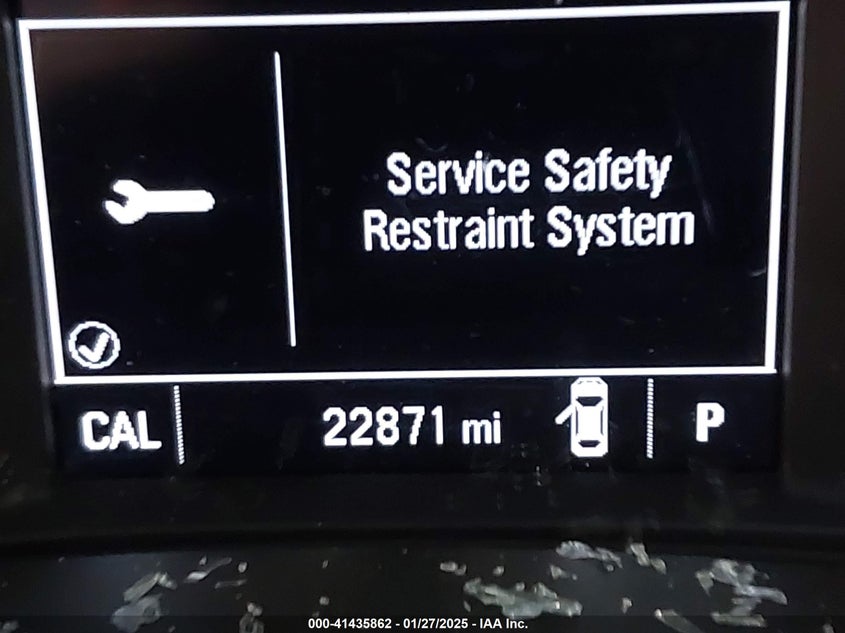 Service Safety
Restraint System
CAL 22871 mi P
000-41435862 - 01/27/2025 - IAA Inc.